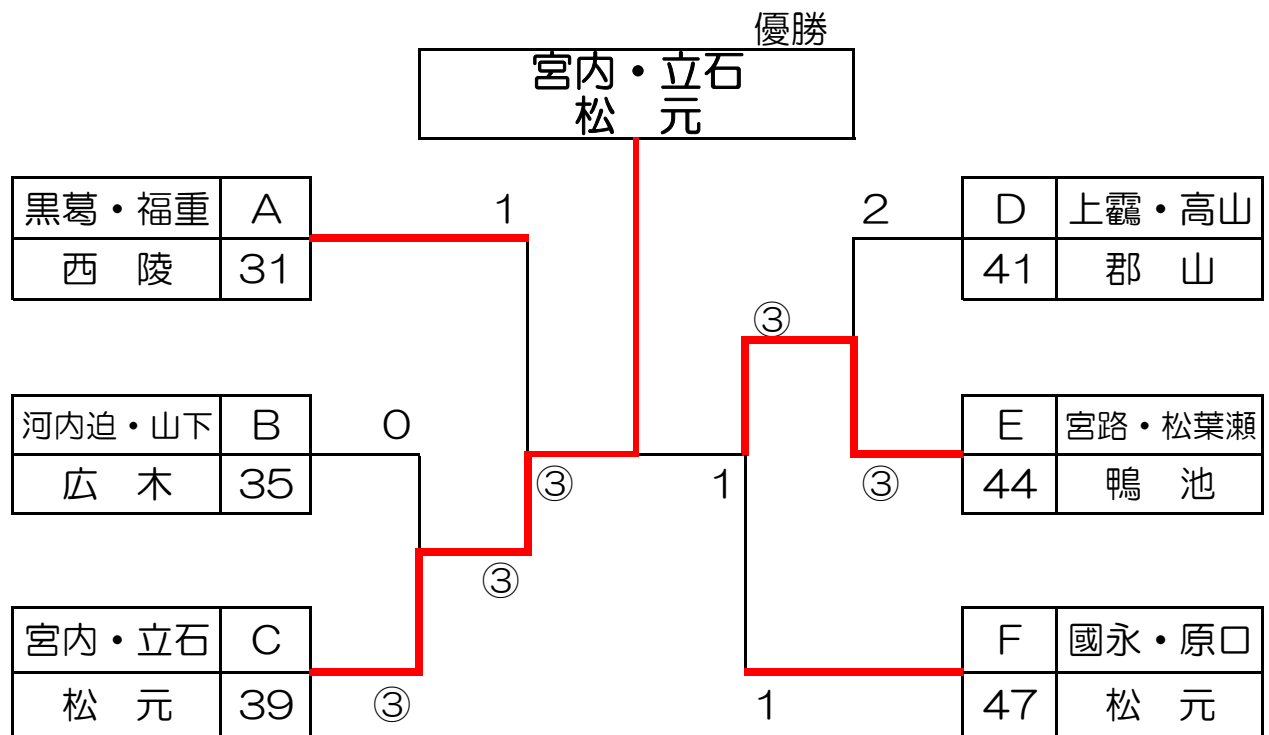 優勝
宮内・立石
松 元
黒葛・福重 A 1 2 D 上靏・高山
西 陵 31 41 郡 山
③
河内迫・山下 B 0 E 宮路・松葉瀬
広 木 35 ③ 1 ③ 44 鴨 池
③
宮内・立石 C F 國永・原口
松 元 39 ③ 1 47 松 元